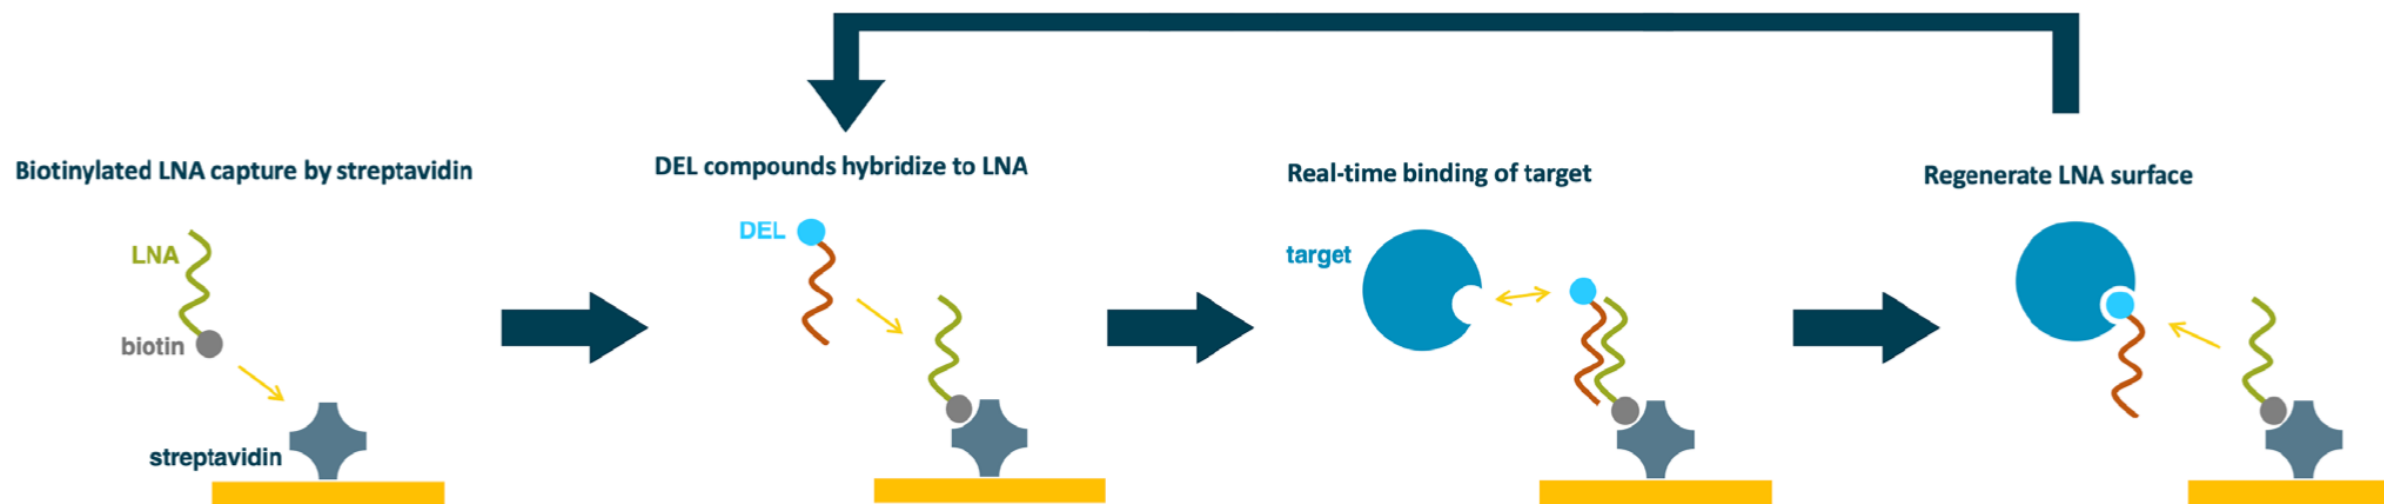 Biotinylated LNA capture by streptavidin
LNA
biotin
streptavidin
DEL compounds hybridize to LNA
DEL
Real-time binding of target
target
Regenerate LNA surface